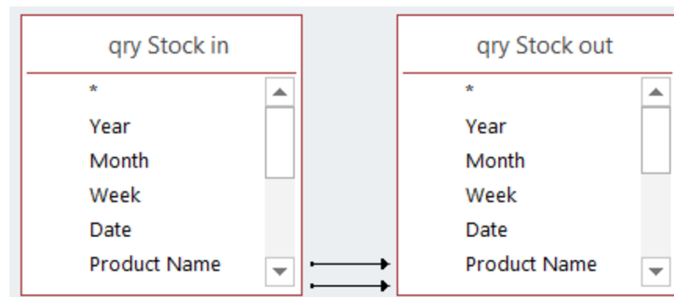 qry Stock in
*
Year
Month
Week
Date
Product Name
qry Stock out
*
Year
Month
Week
Date
Product Name